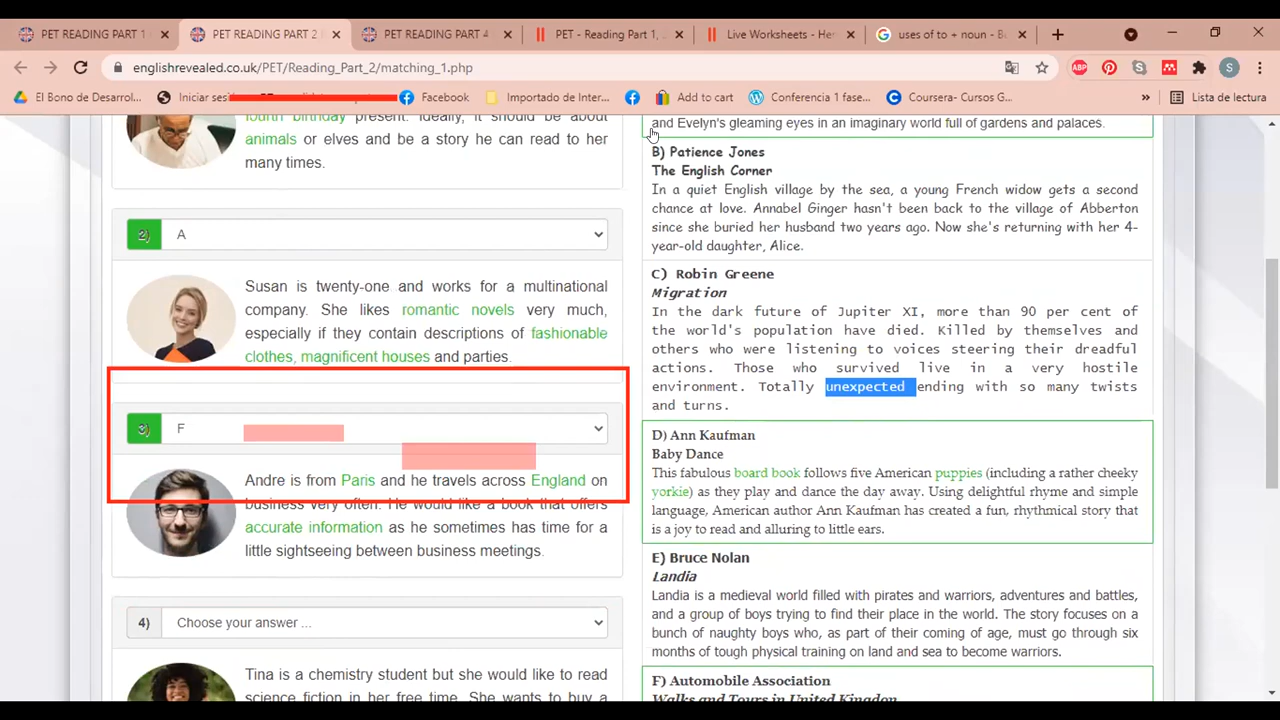 PET READING PART 1
PET READING PART 2
PET READING PART 4
PET - Reading Part 1,
Live Worksheets - Her
uses of to + noun - Bu
englishrevealed.co.uk/PET/Reading_Part_2/matching_1.php
ABP
S
El Bono de Desarrol...
Iniciar sesi
Facebook
Importado de Inter...
Add to cart
Conferencia 1 fase...
Coursera- Cursos G...
»
Lista de lectura
fourth birthday present. Ideally, it should be about
animals or elves and be a story he can read to her
many times.
2) A
Susan is twenty-one and works for a multinational
company. She likes romantic novels very much,
especially if they contain descriptions of fashionable
clothes, magnificent houses and parties.
3) F
Andre is from Paris and he travels across England on
business very often. He would like a book that offers
accurate information as he sometimes has time for a
little sightseeing between business meetings.
4) Choose your answer ...
Tina is a chemistry student but she would like to read
science fiction in her free time. She wants to buy a
and Evelyn's gleaming eyes in an imaginary world full of gardens and palaces.
B) Patience Jones
The English Corner
In a quiet English village by the sea, a young French widow gets a second
chance at love. Annabel Ginger hasn't been back to the village of Abberton
since she buried her husband two years ago. Now she's returning with her 4-
year-old daughter, Alice.
C) Robin Greene
Migration
In the dark future of Jupiter XI, more than 90 per cent of
the world's population have died. Killed by themselves and
others who were listening to voices steering their dreadful
actions. Those who survived live in a very hostile
environment. Totally unexpected ending with so many twists
and turns.
D) Ann Kaufman
Baby Dance
This fabulous board book follows five American puppies (including a rather cheeky
yorkie) as they play and dance the day away. Using delightful rhyme and simple
language, American author Ann Kaufman has created a fun, rhythmical story that
is a joy to read and alluring to little ears.
E) Bruce Nolan
Landia
Landia is a medieval world filled with pirates and warriors, adventures and battles,
and a group of boys trying to find their place in the world. The story focuses on a
bunch of naughty boys who, as part of their coming of age, must go through six
months of tough physical training on land and sea to become warriors.
F) Automobile Association
Walks and Tours in United Kingdon